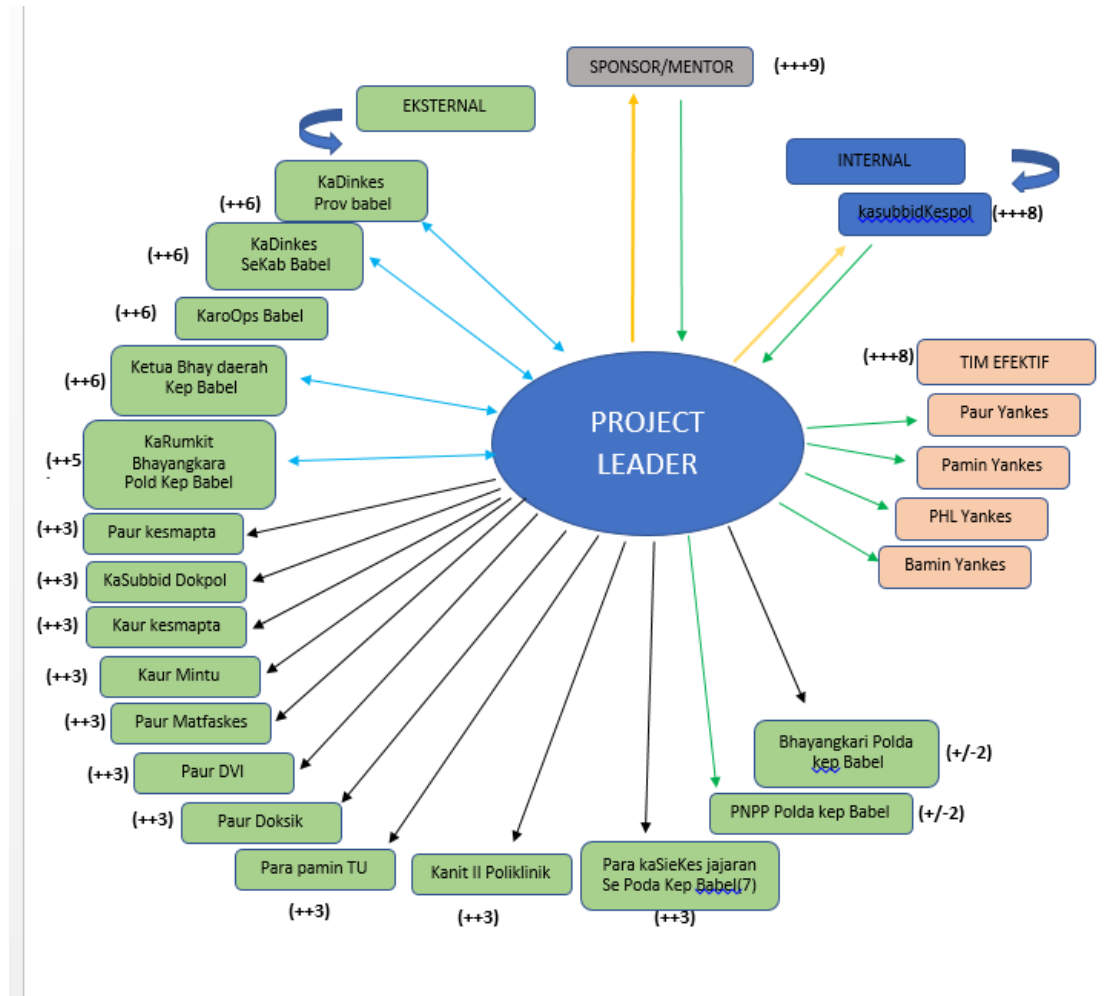 SPONSOR/MENTOR
(+++9)
EKSTERNAL
INTERNAL
KaDinkes
Prov babel
(++6)
kasubbidKespol
(+++8)
KaDinkes
SeKab Babel
(++6)
KaroOps Babel
(++6)
Ketua Bhay daerah
Kep Babel
(++6)
KaRumkit
Bhayangkara
Pold Kep Babel
(++5
PROJECT
LEADER
(+++8)
TIM EFEKTIF
Paur Yankes
Pamin Yankes
PHL Yankes
Bamin Yankes
(++3)
Paur kesmapta
(++3)
KaSubbid Dokpol
(++3)
Kaur kesmapta
(++3)
Kaur Mintu
(++3)
Paur Matfaskes
(++3)
Paur DVI
(++3)
Paur Doksik
Para pamin TU
(++3)
Kanit II Poliklinik
(++3)
Para kaSieKes jajaran
Se Poda Kep Babel(7)
(++3)
PNPP Polda kep Babel
(+/-2)
Bhayangkari Polda
kep Babel
(+/-2)